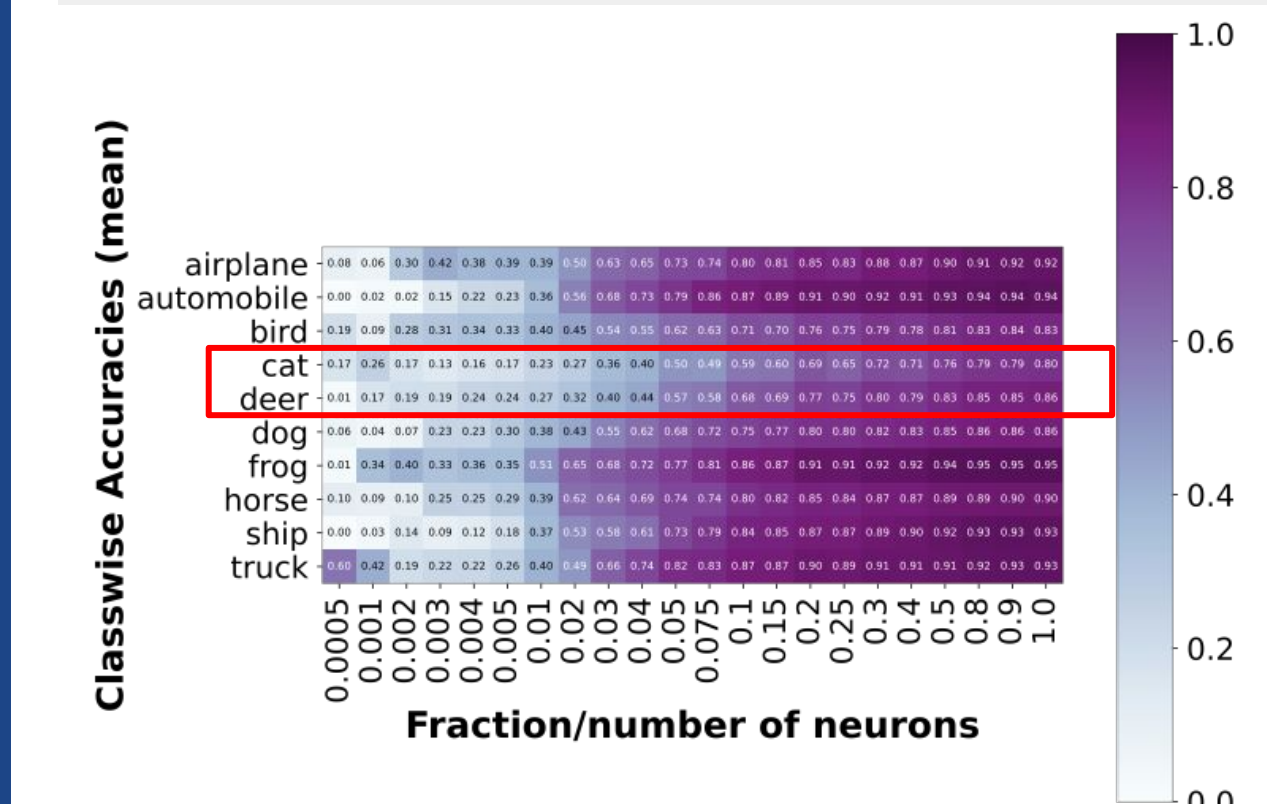 Classwise Accuracies (mean)
airplane 0.08 0.06 0.30 0.42 0.38 0.39 0.39 0.50 0.63 0.65 0.73 0.74 0.80 0.81 0.85 0.83 0.88 0.87 0.90 0.91 0.92 0.92
automobile 0.00 0.02 0.02 0.15 0.22 0.23 0.36 0.56 0.68 0.73 0.79 0.86 0.87 0.89 0.91 0.90 0.92 0.91 0.93 0.94 0.94 0.94
bird 0.19 0.09 0.28 0.31 0.34 0.33 0.40 0.45 0.54 0.55 0.62 0.63 0.71 0.70 0.76 0.75 0.79 0.78 0.81 0.83 0.84 0.83
cat 0.17 0.26 0.17 0.13 0.16 0.17 0.23 0.27 0.36 0.40 0.50 0.49 0.59 0.60 0.69 0.65 0.72 0.71 0.76 0.79 0.79 0.80
deer 0.01 0.17 0.19 0.19 0.24 0.24 0.27 0.32 0.40 0.44 0.57 0.58 0.68 0.69 0.77 0.75 0.80 0.79 0.83 0.85 0.85 0.86
dog 0.06 0.04 0.07 0.23 0.23 0.30 0.38 0.43 0.55 0.62 0.68 0.72 0.75 0.77 0.80 0.80 0.82 0.83 0.85 0.86 0.86 0.86
frog 0.01 0.34 0.40 0.33 0.36 0.35 0.51 0.65 0.68 0.72 0.77 0.81 0.86 0.87 0.91 0.91 0.92 0.92 0.94 0.95 0.95 0.95
horse 0.10 0.09 0.10 0.25 0.25 0.29 0.39 0.62 0.64 0.69 0.74 0.74 0.80 0.82 0.85 0.84 0.87 0.87 0.89 0.89 0.90 0.90
ship 0.00 0.03 0.14 0.09 0.12 0.18 0.37 0.53 0.58 0.61 0.73 0.79 0.84 0.85 0.87 0.87 0.89 0.90 0.92 0.93 0.93 0.93
truck 0.60 0.42 0.19 0.22 0.22 0.26 0.40 0.49 0.66 0.74 0.82 0.83 0.87 0.87 0.90 0.89 0.91 0.91 0.91 0.92 0.93 0.93
0.0005 0.0001 0.0002 0.0003 0.0004 0.0005 0.01 0.02 0.03 0.04 0.05 0.075 0.1 0.15 0.2 0.25 0.3 0.4 0.5 0.8 0.9 1.0
Fraction/number of neurons
1.0
0.8
0.6
0.4
0.2
0.0